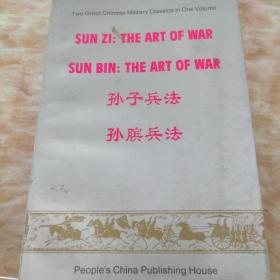 Two Great Chinese Military Classics in One Volume
SUN ZI: THE ART OF WAR
SUN BIN: THE ART OF WAR
孙子兵法
孙膑兵法
People's China Publishing House